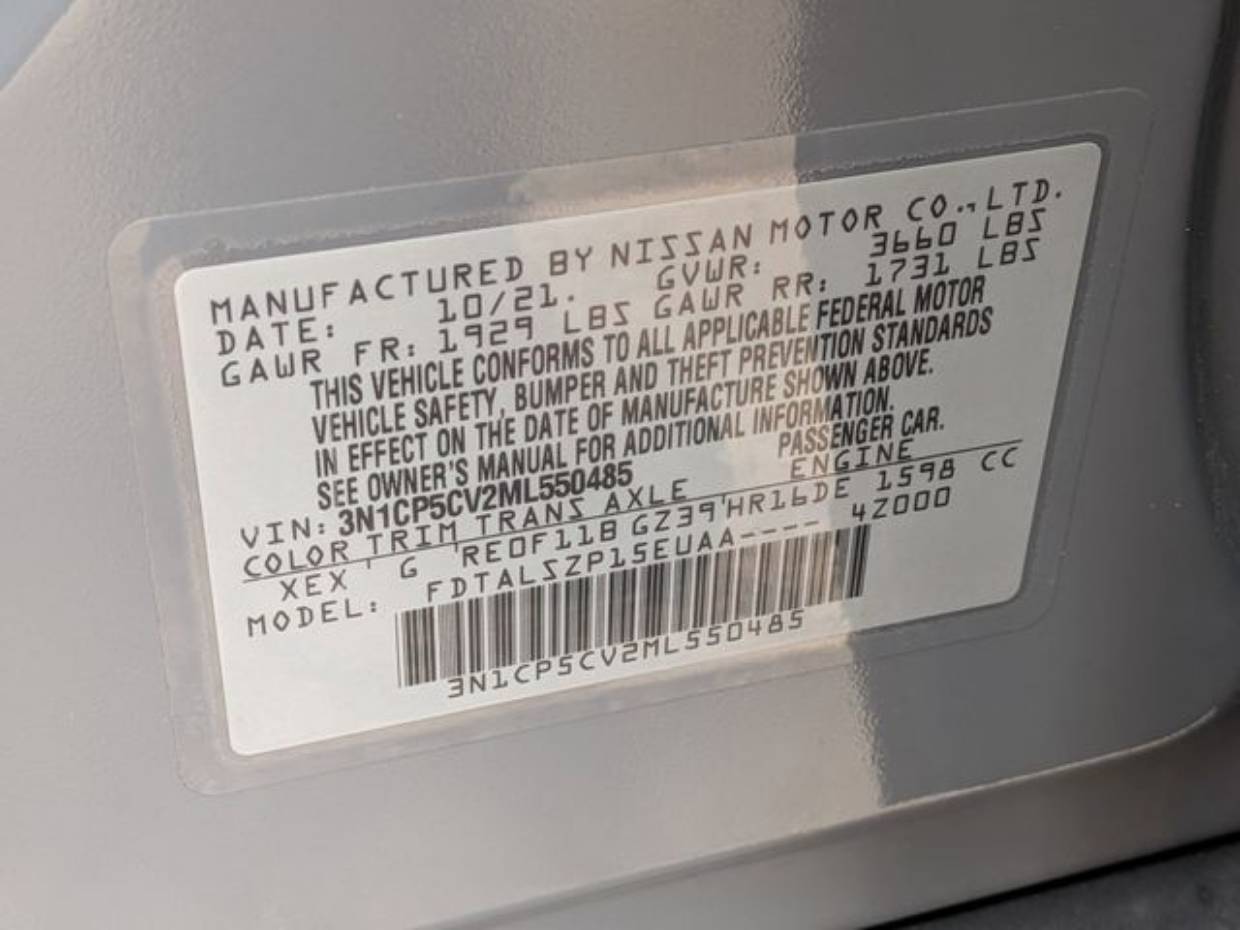 MANUFACTURED BY NISSAN MOTOR CO.,LTD.
DATE: 10/21. GVWR: 3660 LBS
GAWR FR: 1929 LBS GAWR RR: 1731 LBS
THIS VEHICLE CONFORMS TO ALL APPLICABLE FEDERAL MOTOR
VEHICLE SAFETY, BUMPER AND THEFT PREVENTION STANDARDS
IN EFFECT ON THE DATE OF MANUFACTURE SHOWN ABOVE.
SEE OWNER'S MANUAL FOR ADDITIONAL INFORMATION.
VIN: 3N1CP5CV2ML550485 PASSENGER CAR.
COLOR TRIM TRANS AXLE ENGINE
XEX ' G 'RE0F11B GZ39'HR16DE 1598 CC
MODEL: FDTALSZP15EUAA---- 4Z000
3N1CP5CV2ML550485